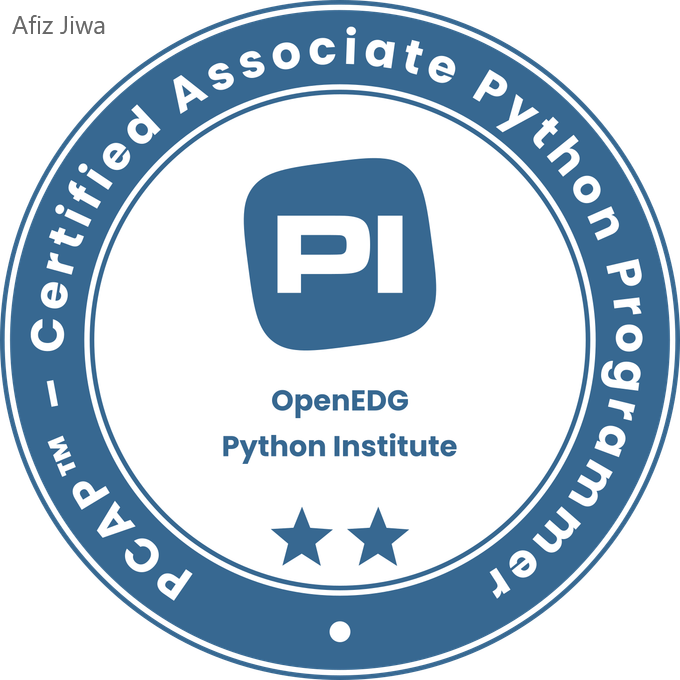 Afiz Jiwa
PCAP™ – Certified Associate Python Programmer
PI
OpenEDG
Python Institute